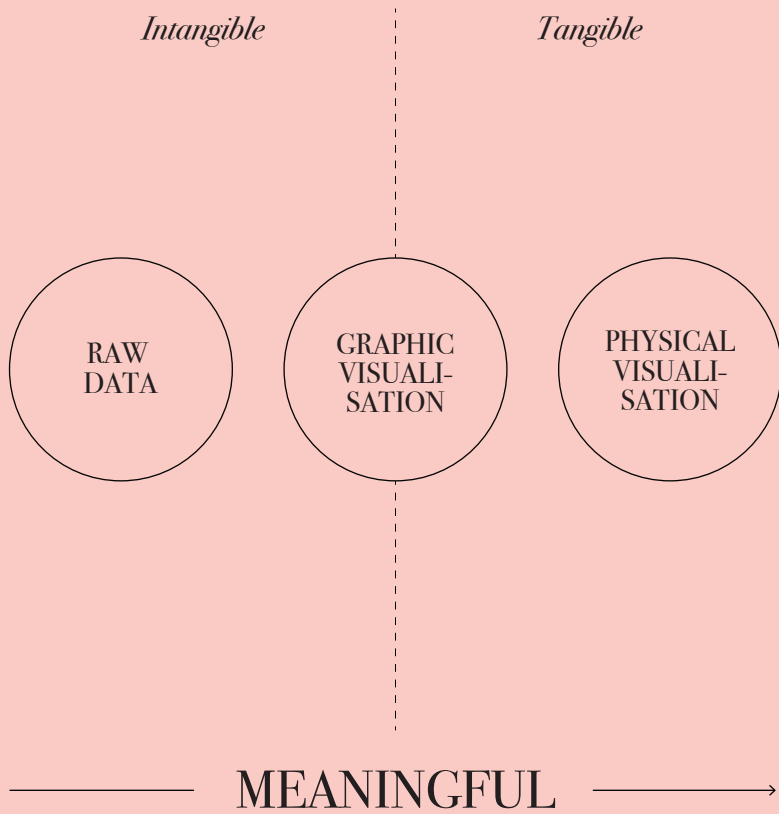 Intangible
Tangible
RAW
DATA
GRAPHIC
VISUALI-
SATION
PHYSICAL
VISUALI-
SATION
MEANINGFUL